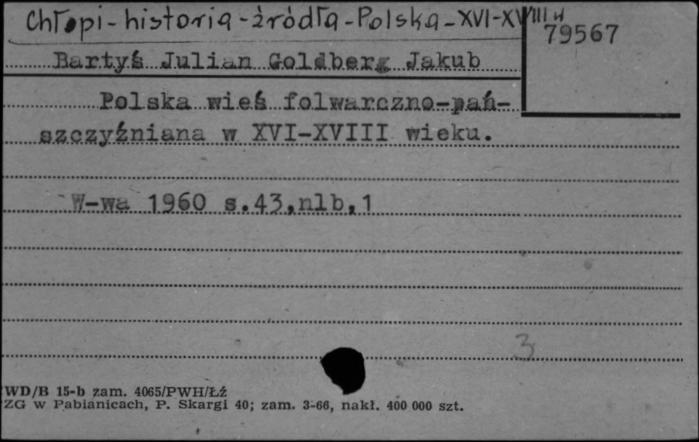 Chłopi-historia-źródła-Polska-XVI-XVIII w
79567
Bartyś Julian Goldberg Jakub
Polska wieś folwarczno-pań-
szczyźniana w XVI-XVIII wieku.
W-wa 1960 s.43,nlb,1
3
WD/B 15-b zam. 4065/PWH/Łź
ZG w Pabianicach, P. Skargi 40; zam. 3-66, nakł. 400 000 szt.